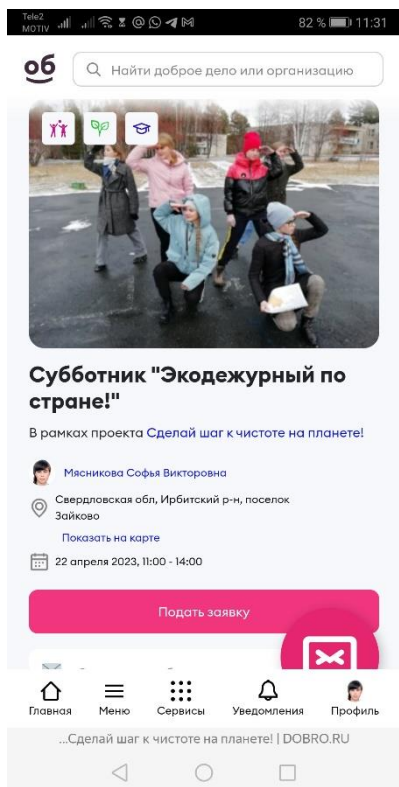 Tele2
MOTIV
82 % 11:31
об
Найти доброе дело или организацию
Субботник "Экодежурный по
стране!"
В рамках проекта Сделай шаг к чистоте на планете!
Мясникова Софья Викторовна
Свердловская обл, Ирбитский р-н, поселок
Зайково
Показать на карте
22 апреля 2023, 11:00 - 14:00
Подать заявку
Главная Меню Сервисы Уведомления Профиль
...Сделай шаг к чистоте на планете! | DOBRO.RU